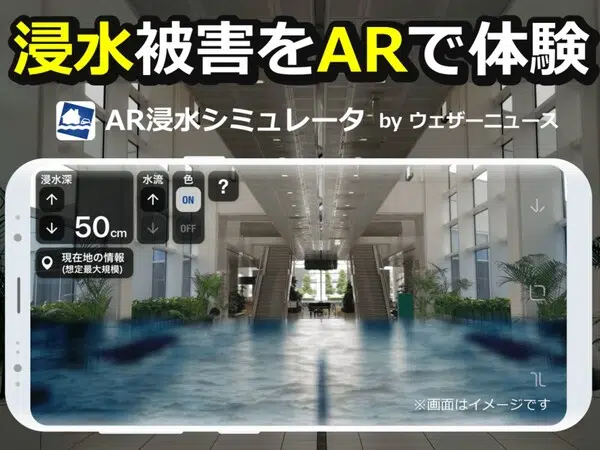 浸水被害をARで体験
AR浸水シミュレータ by ウェザーニュース
浸水深 水流 色
ON ?
50cm
OFF
現在地の情報
(想定最大規模)
※画面はイメージです